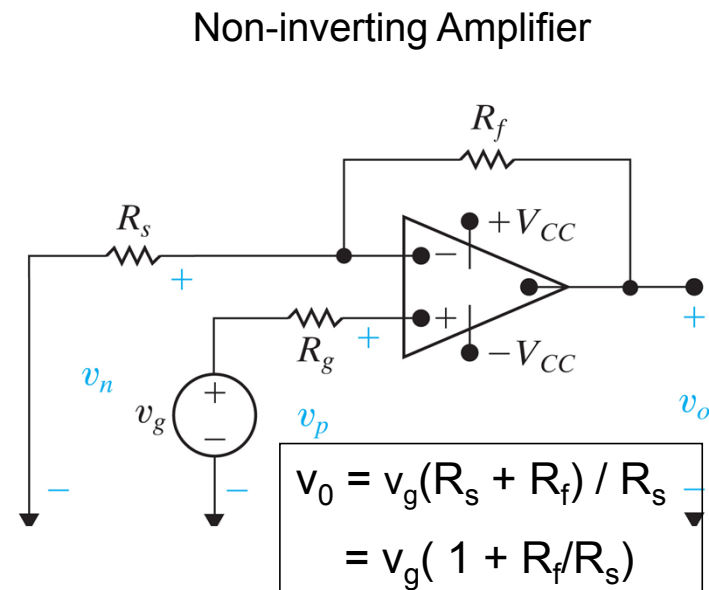 Non-inverting Amplifier
R_f
R_s
+V_CC
−
+
+
R_g
+
−V_CC
+
v_n
v_g
+
−
v_p
v_o
−
−
−
v_0 = v_g(R_s + R_f) / R_s
= v_g( 1 + R_f/R_s)